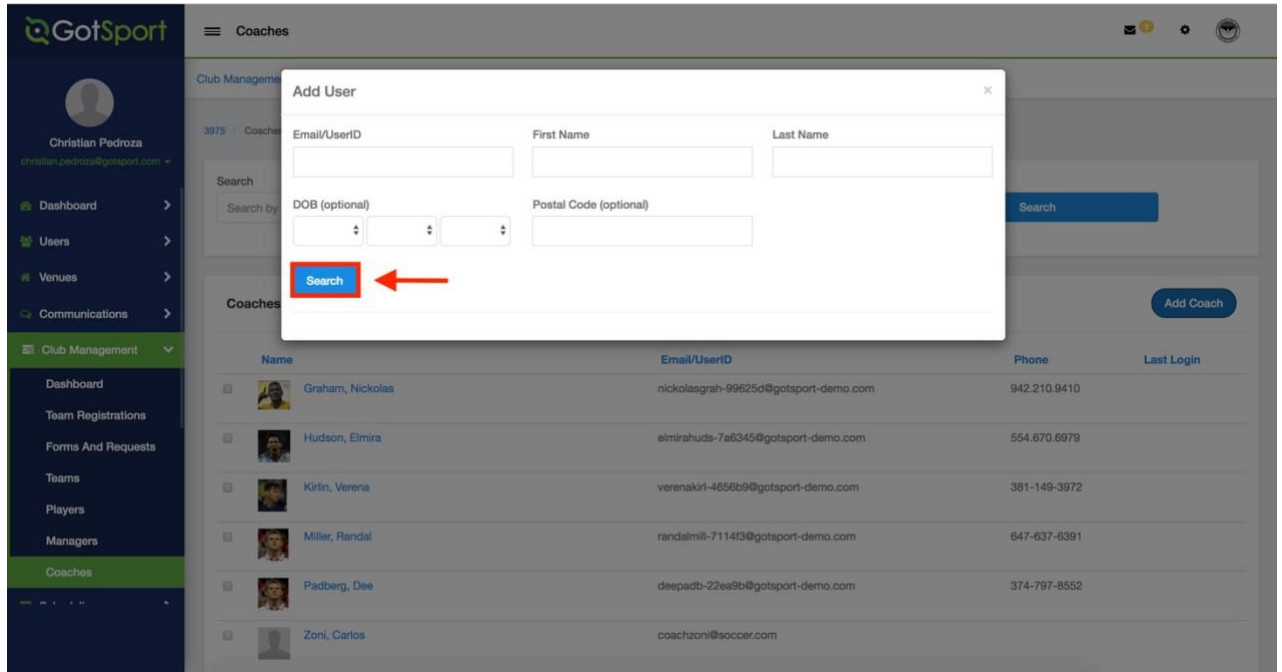 GotSport
Coaches
7
Christian Pedroza
christian.pedroza@gotsport.com
Dashboard
Users
Venues
Communications
Club Management
Dashboard
Team Registrations
Forms And Requests
Teams
Players
Managers
Coaches
Club Manageme
3975 / Coache
Search
Search by
Search
Add User ×
Email/UserID First Name Last Name
DOB (optional) Postal Code (optional)
Search
Coaches
Add Coach
Name Email/UserID Phone Last Login
Graham, Nickolas nickolasgrah-99625d@gotsport-demo.com 942.210.9410
Hudson, Elmira elmirahuds-7a6345@gotsport-demo.com 554.670.6979
Kirlin, Verena verenakirl-4656b9@gotsport-demo.com 381-149-3972
Miller, Randal randalmill-7114f3@gotsport-demo.com 647-637-6391
Padberg, Dee deepadb-22ea9b@gotsport-demo.com 374-797-8552
Zoni, Carlos coachzoni@soccer.com